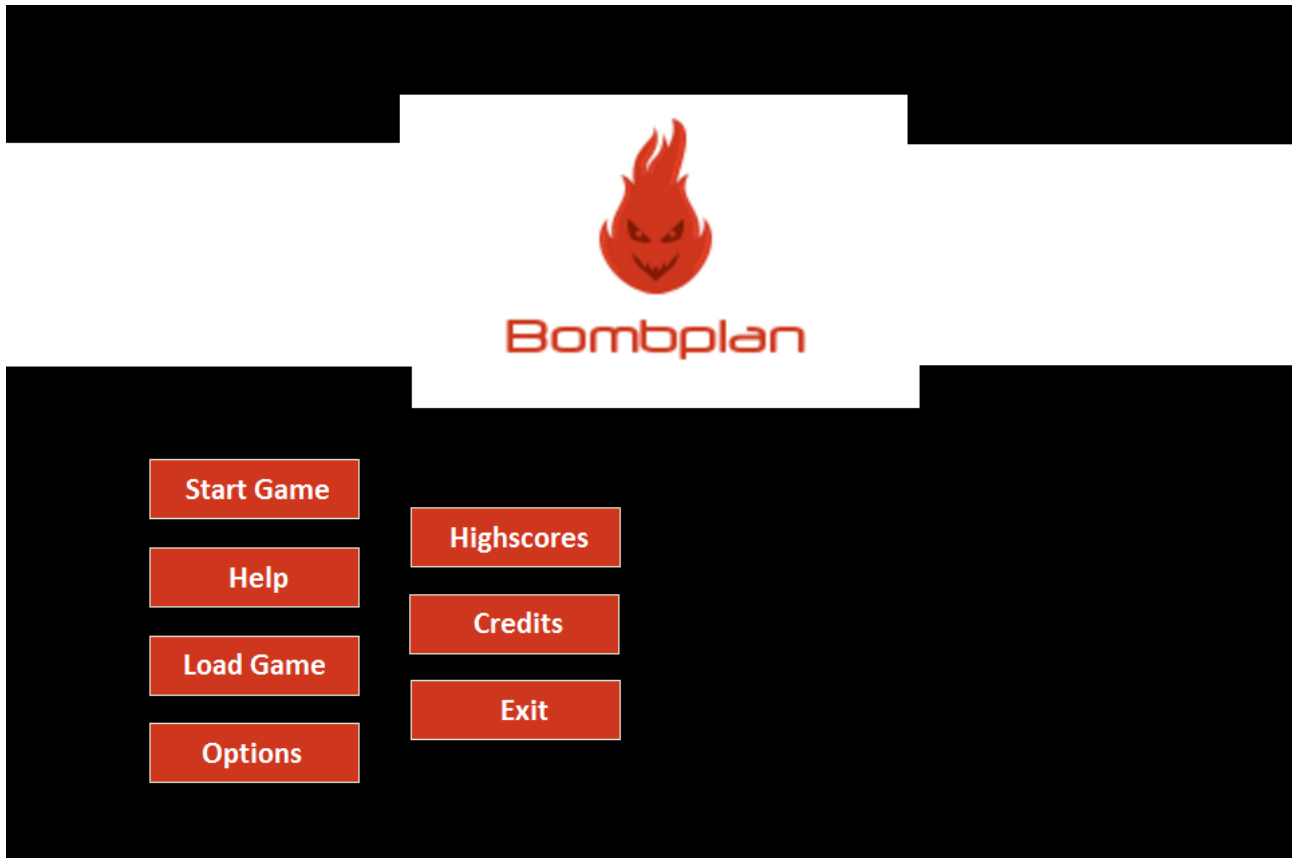 Bombplan
Start Game
Help
Load Game
Options
Highscores
Credits
Exit